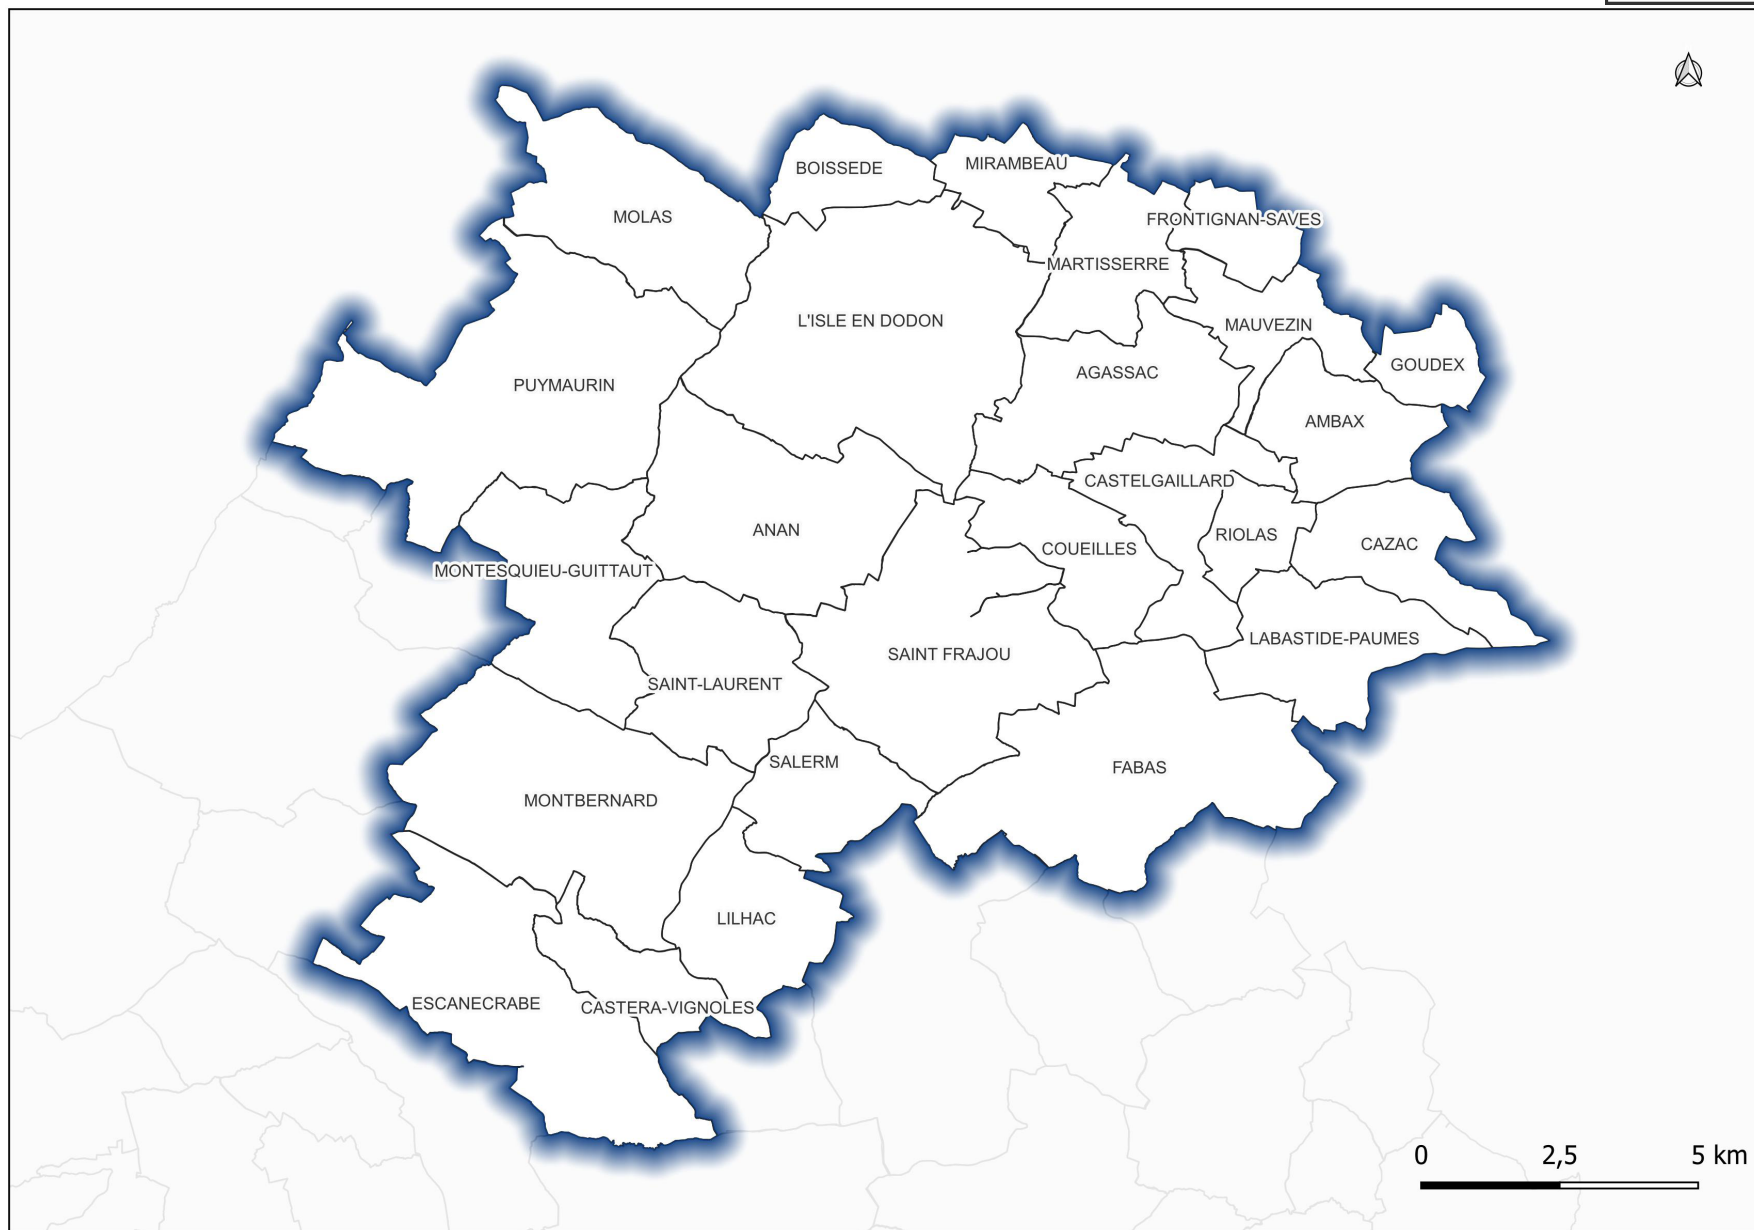 BOISSEDE
MIRAMBEAU
MOLAS
FRONTIGNAN-SAVES
MARTISSERRE
L'ISLE EN DODON
MAUVEZIN
GOUDEX
AGASSAC
PUYMAURIN
AMBAX
CASTELGAILLARD
ANAN
RIOLAS
CAZAC
COUEILLES
MONTESQUIEU-GUITTAUT
LABASTIDE-PAUMES
SAINT FRAJOU
SAINT-LAURENT
SALERM
FABAS
MONTBERNARD
LILHAC
ESCANECRABE
CASTERA-VIGNOLES
0 2,5 5 km